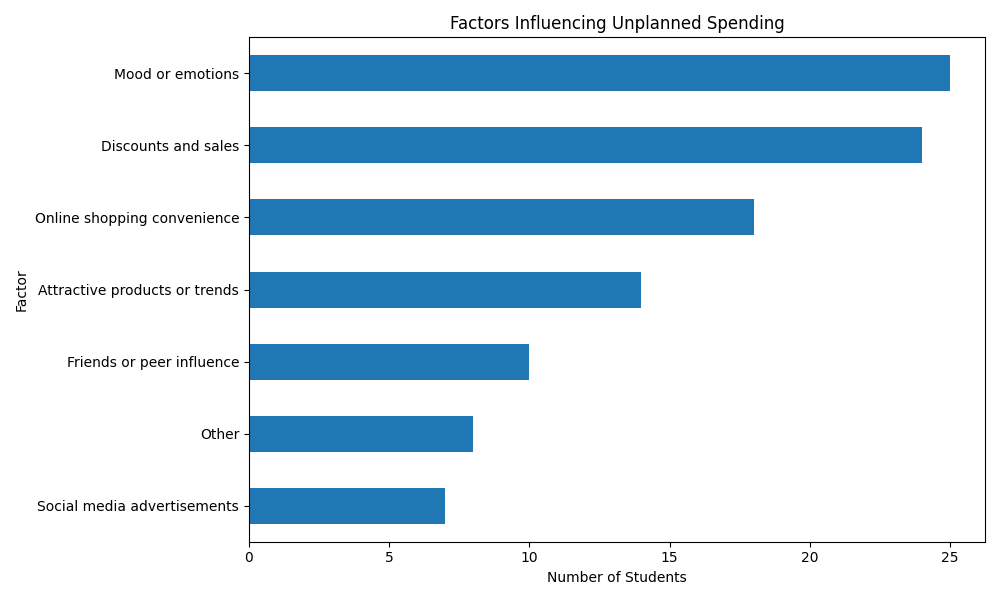 Factors Influencing Unplanned Spending
Mood or emotions
Discounts and sales
Online shopping convenience
Attractive products or trends
Friends or peer influence
Other
Social media advertisements
Factor
0 5 10 15 20 25
Number of Students